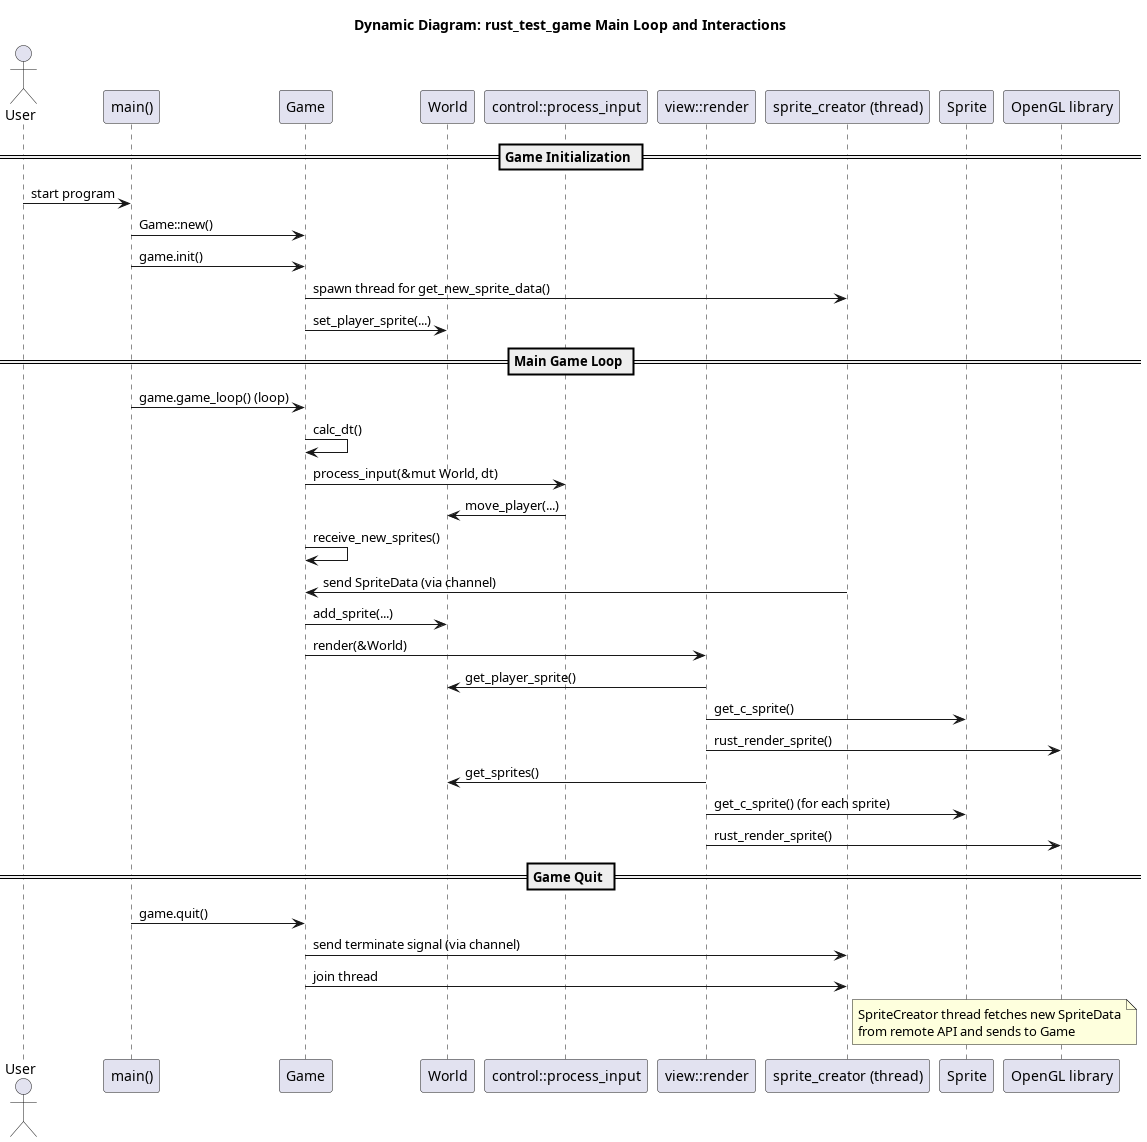 Dynamic Diagram: rust_test_game Main Loop and Interactions
User
main()
Game
World
control::process_input
view::render
sprite_creator (thread)
Sprite
OpenGL library
Game Initialization
start program
Game::new()
game.init()
spawn thread for get_new_sprite_data()
set_player_sprite(...)
Main Game Loop
game.game_loop() (loop)
calc_dt()
process_input(&mut World, dt)
move_player(...)
receive_new_sprites()
send SpriteData (via channel)
add_sprite(...)
render(&World)
get_player_sprite()
get_c_sprite()
rust_render_sprite()
get_sprites()
get_c_sprite() (for each sprite)
rust_render_sprite()
Game Quit
game.quit()
send terminate signal (via channel)
join thread
SpriteCreator thread fetches new SpriteData
from remote API and sends to Game
User
main()
Game
World
control::process_input
view::render
sprite_creator (thread)
Sprite
OpenGL library